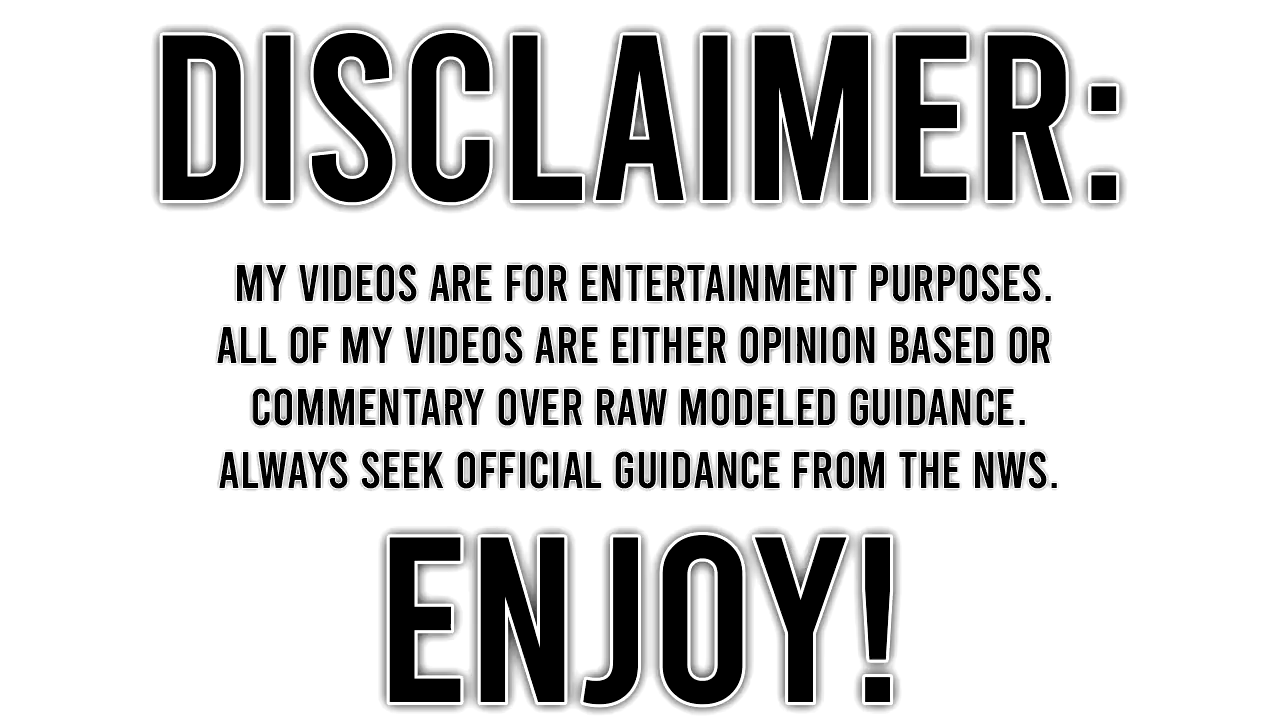 DISCLAIMER:
MY VIDEOS ARE FOR ENTERTAINMENT PURPOSES.
ALL OF MY VIDEOS ARE EITHER OPINION BASED OR
COMMENTARY OVER RAW MODELED GUIDANCE.
ALWAYS SEEK OFFICIAL GUIDANCE FROM THE NWS.
ENJOY!